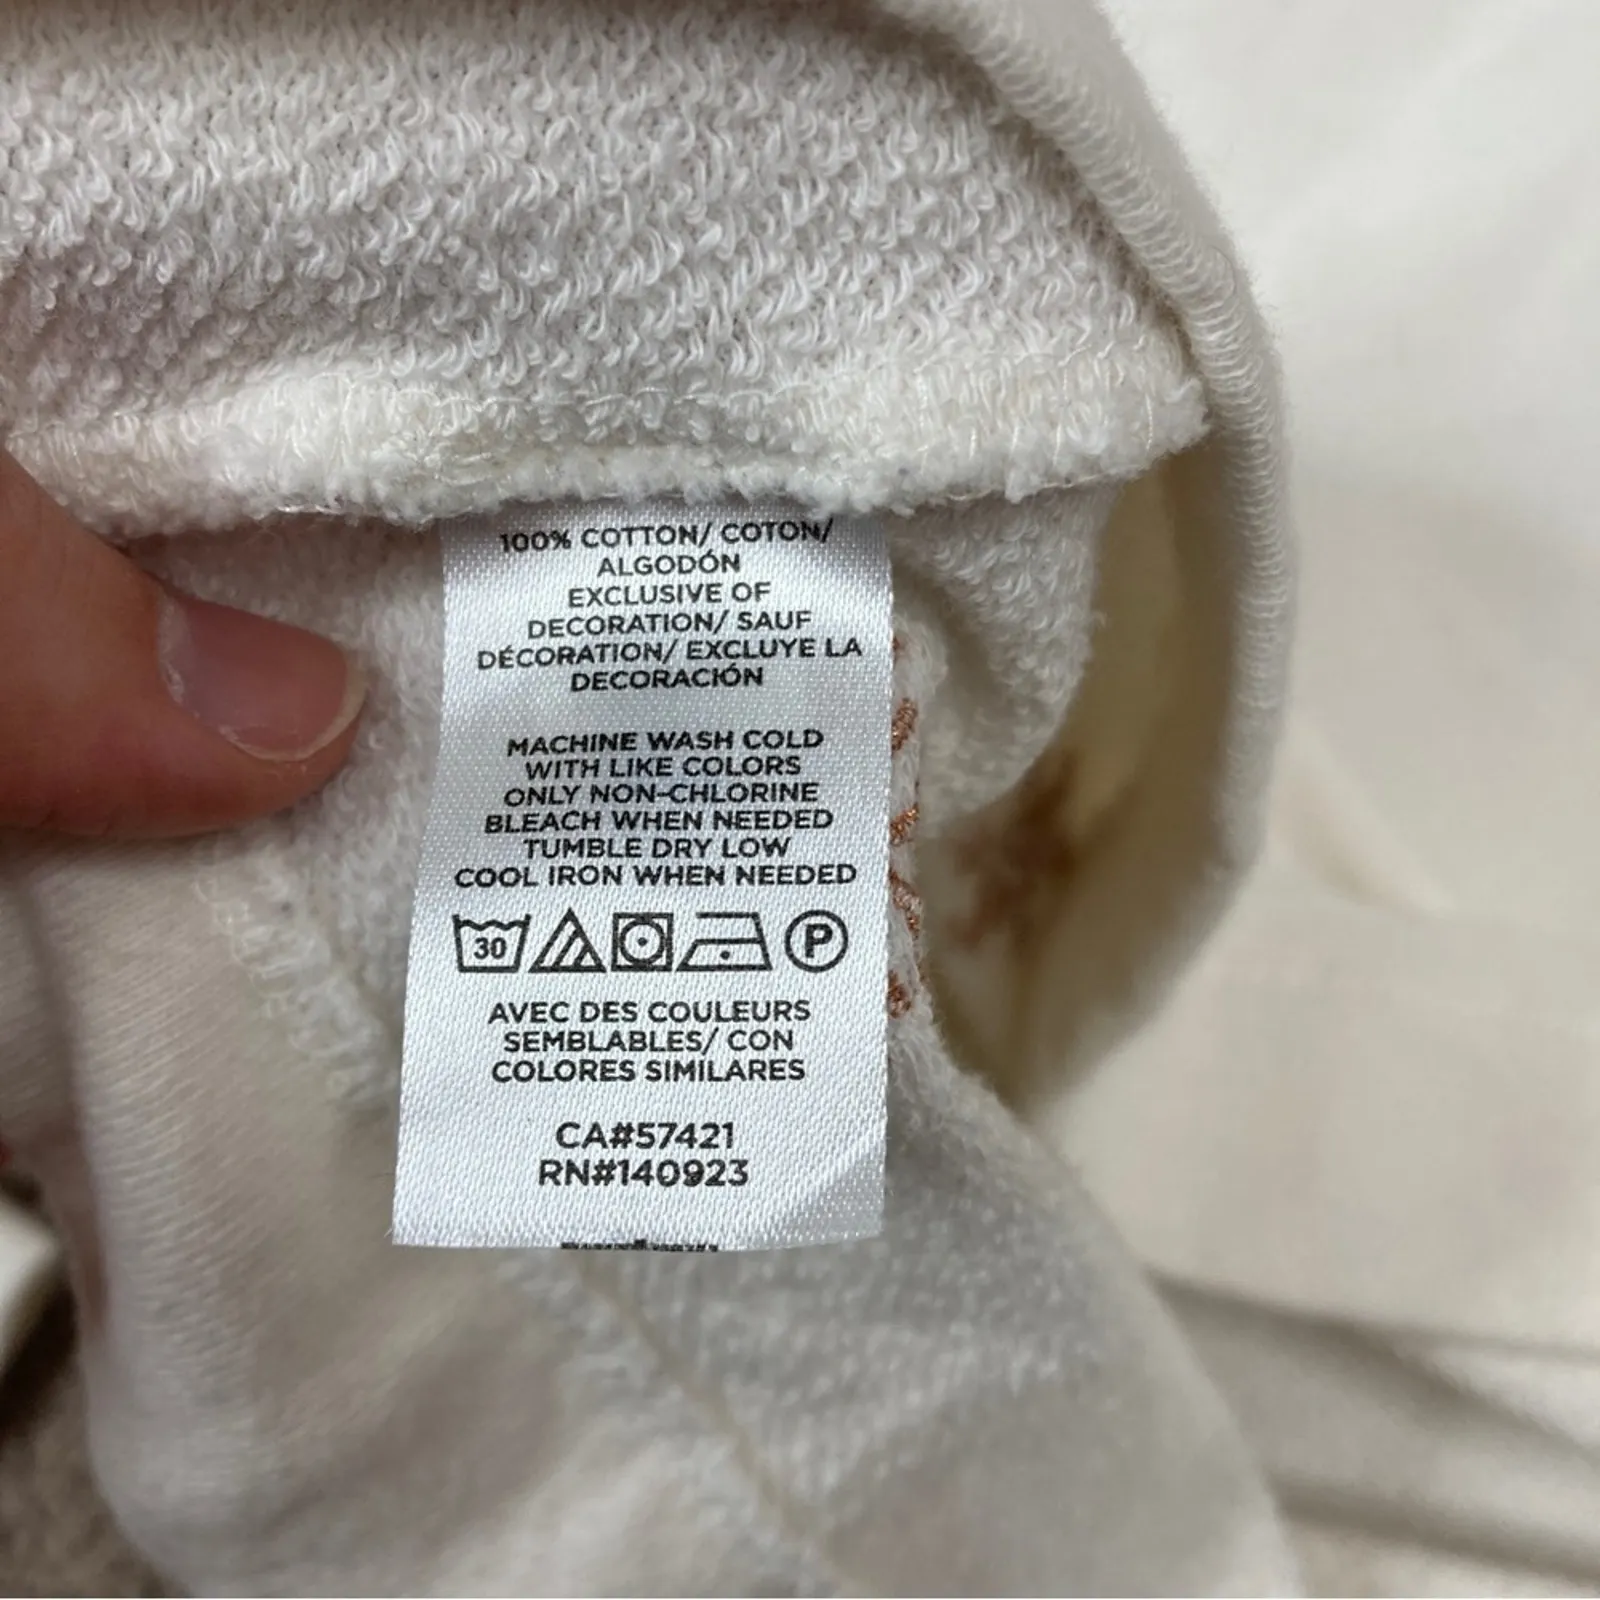 100% COTTON/ COTON/
ALGODÓN
EXCLUSIVE OF
DECORATION/ SAUF
DÉCORATION/ EXCLUYE LA
DECORACIÓN
MACHINE WASH COLD
WITH LIKE COLORS
ONLY NON-CHLORINE
BLEACH WHEN NEEDED
TUMBLE DRY LOW
COOL IRON WHEN NEEDED
30 P
AVEC DES COULEURS
SEMBLABLES/ CON
COLORES SIMILARES
CA#57421
RN#140923